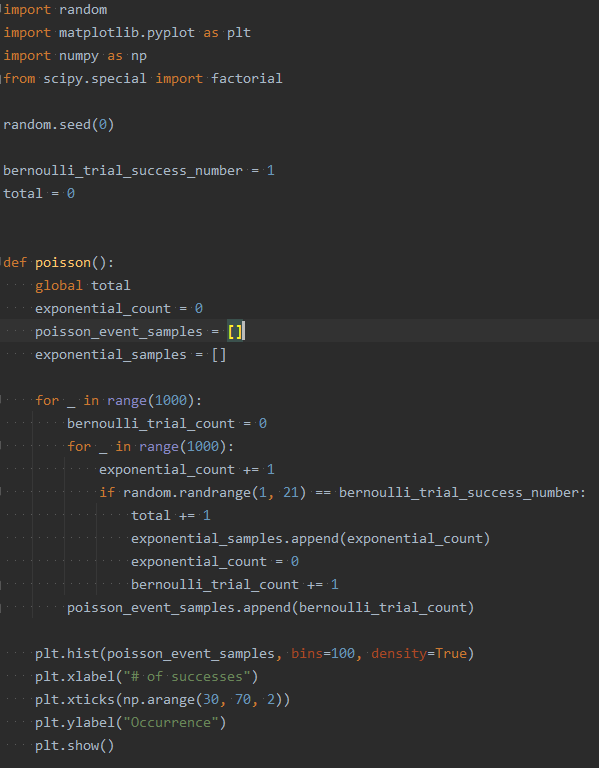 import random
import matplotlib.pyplot as plt
import numpy as np
from scipy.special import factorial
random.seed(0)
bernoulli_trial_success_number = 1
total = 0
def poisson():
    global total
    exponential_count = 0
    poisson_event_samples = []
    exponential_samples = []
    for _ in range(1000):
        bernoulli_trial_count = 0
        for _ in range(1000):
            exponential_count += 1
            if random.randrange(1, 21) == bernoulli_trial_success_number:
                total += 1
                exponential_samples.append(exponential_count)
                exponential_count = 0
                bernoulli_trial_count += 1
        poisson_event_samples.append(bernoulli_trial_count)
    plt.hist(poisson_event_samples, bins=100, density=True)
    plt.xlabel("# of successes")
    plt.xticks(np.arange(30, 70, 2))
    plt.ylabel("Occurrence")
    plt.show()